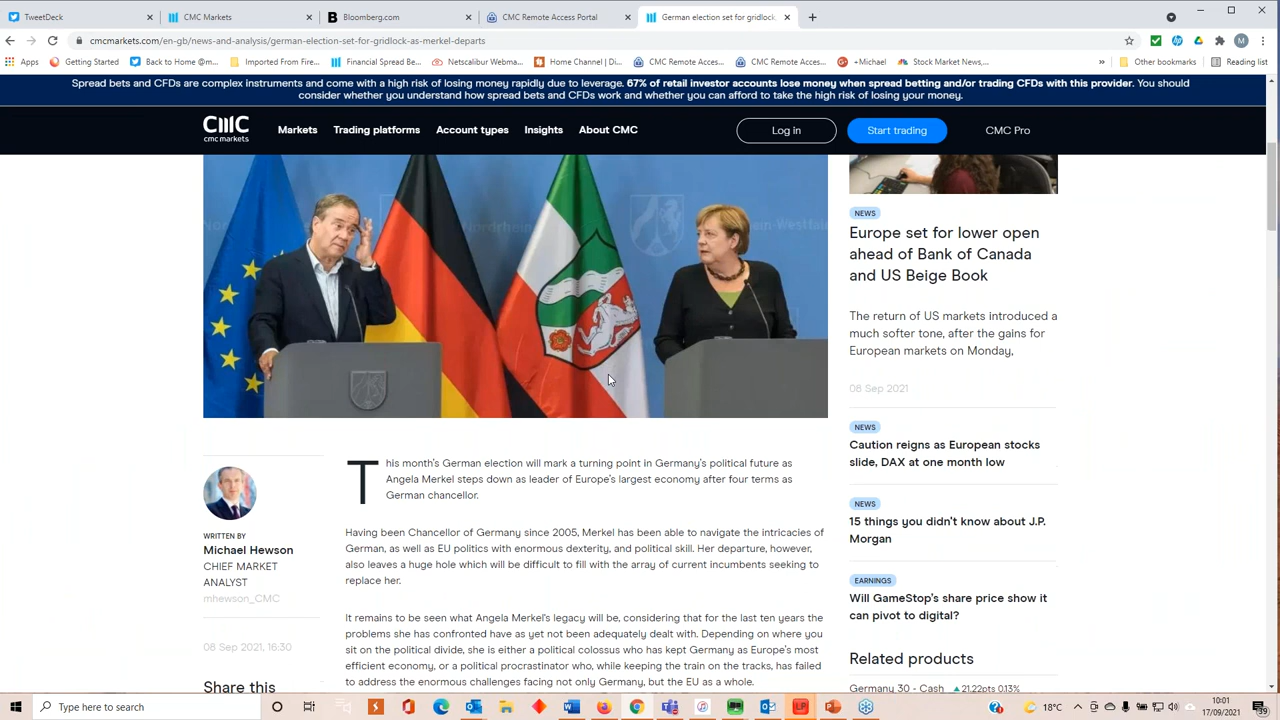 TweetDeck
CMC Markets
Bloomberg.com
CMC Remote Access Portal
German election set for gridlock
cmcmarkets.com/en-gb/news-and-analysis/german-election-set-for-gridlock-as-merkel-departs
M
Apps
Getting Started
Back to Home @m...
Imported From Fire...
Financial Spread Be...
Netscalibur Webma...
Home Channel | Di...
CMC Remote Acces...
CMC Remote Acces...
+Michael
Stock Market News,...
Other bookmarks
Reading list
Spread bets and CFDs are complex instruments and come with a high risk of losing money rapidly due to leverage. 67% of retail investor accounts lose money when spread betting and/or trading CFDs with this provider. You should
consider whether you understand how spread bets and CFDs work and whether you can afford to take the high risk of losing your money.
cmc
cmc markets
Markets
Trading platforms
Account types
Insights
About CMC
Log in
Start trading
CMC Pro
NEWS
Europe set for lower open
ahead of Bank of Canada
and US Beige Book
The return of US markets introduced a
much softer tone, after the gains for
European markets on Monday,
08 Sep 2021
NEWS
Caution reigns as European stocks
slide, DAX at one month low
NEWS
15 things you didn't know about J.P.
Morgan
EARNINGS
Will GameStop's share price show it
can pivot to digital?
Related products
Germany 30 - Cash ▲21.22pts 0.13%
WRITTEN BY
Michael Hewson
CHIEF MARKET
ANALYST
mhewson_CMC
08 Sep 2021, 16:30
Share this
This month's German election will mark a turning point in Germany's political future as
Angela Merkel steps down as leader of Europe's largest economy after four terms as
German chancellor.
Having been Chancellor of Germany since 2005, Merkel has been able to navigate the intricacies of
German, as well as EU politics with enormous dexterity, and political skill. Her departure, however,
also leaves a huge hole which will be difficult to fill with the array of current incumbents seeking to
replace her.
It remains to be seen what Angela Merkel's legacy will be, considering that for the last ten years the
problems she has confronted have as yet not been adequately dealt with. Depending on where you
sit on the political divide, she is either a political colossus who has kept Germany as Europe's most
efficient economy, or a political procrastinator who, while keeping the train on the tracks, has failed
to address the enormous challenges facing not only Germany, but the EU as a whole.
Type here to search
18°C
10:01
17/09/2021